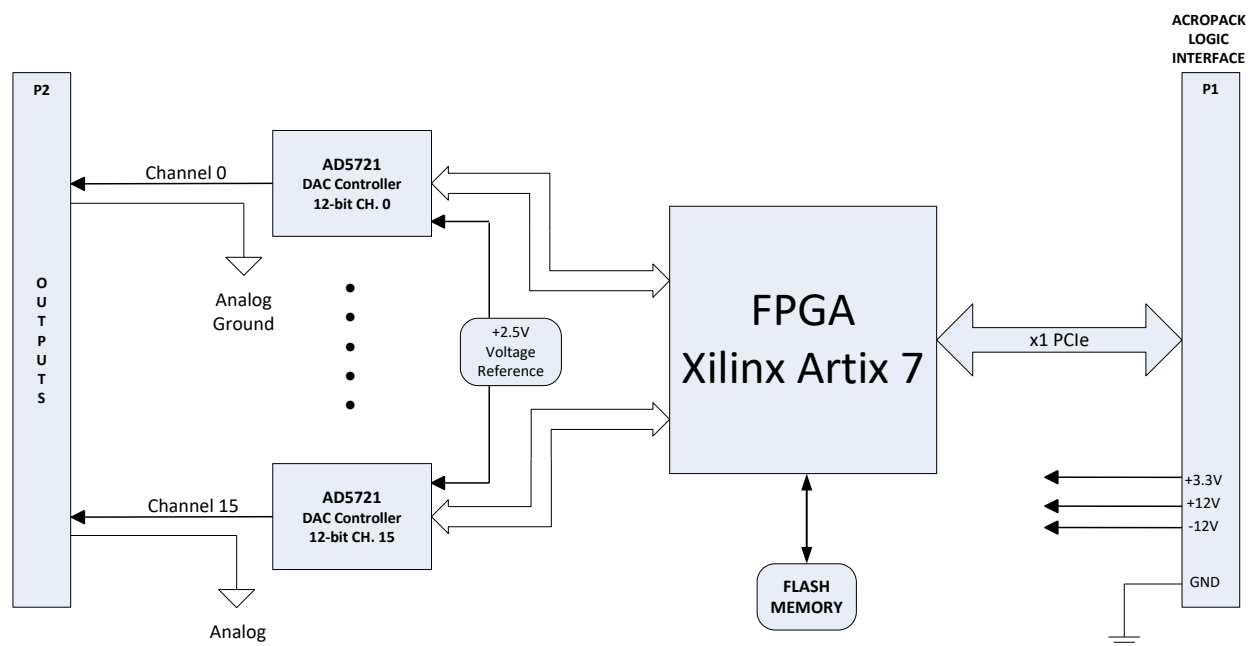 ACROPACK
LOGIC
INTERFACE
P2
P1
Channel 0
AD5721
DAC Controller
12-bit CH. 0
O
U
T
P
U
T
S
Analog
Ground
+2.5V
Voltage
Reference
FPGA
Xilinx Artix 7
x1 PCIe
Channel 15
AD5721
DAC Controller
12-bit CH. 15
+3.3V
+12V
-12V
GND
FLASH
MEMORY
Analog